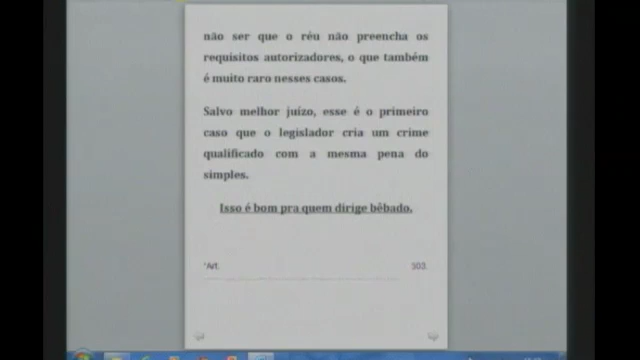 não ser que o réu não preencha os
requisitos autorizadores, o que também
é muito raro nesses casos.
Salvo melhor juízo, esse é o primeiro
caso que o legislador cria um crime
qualificado com a mesma pena do
simples.
Isso é bom pra quem dirige bêbado.
"Art. 303.